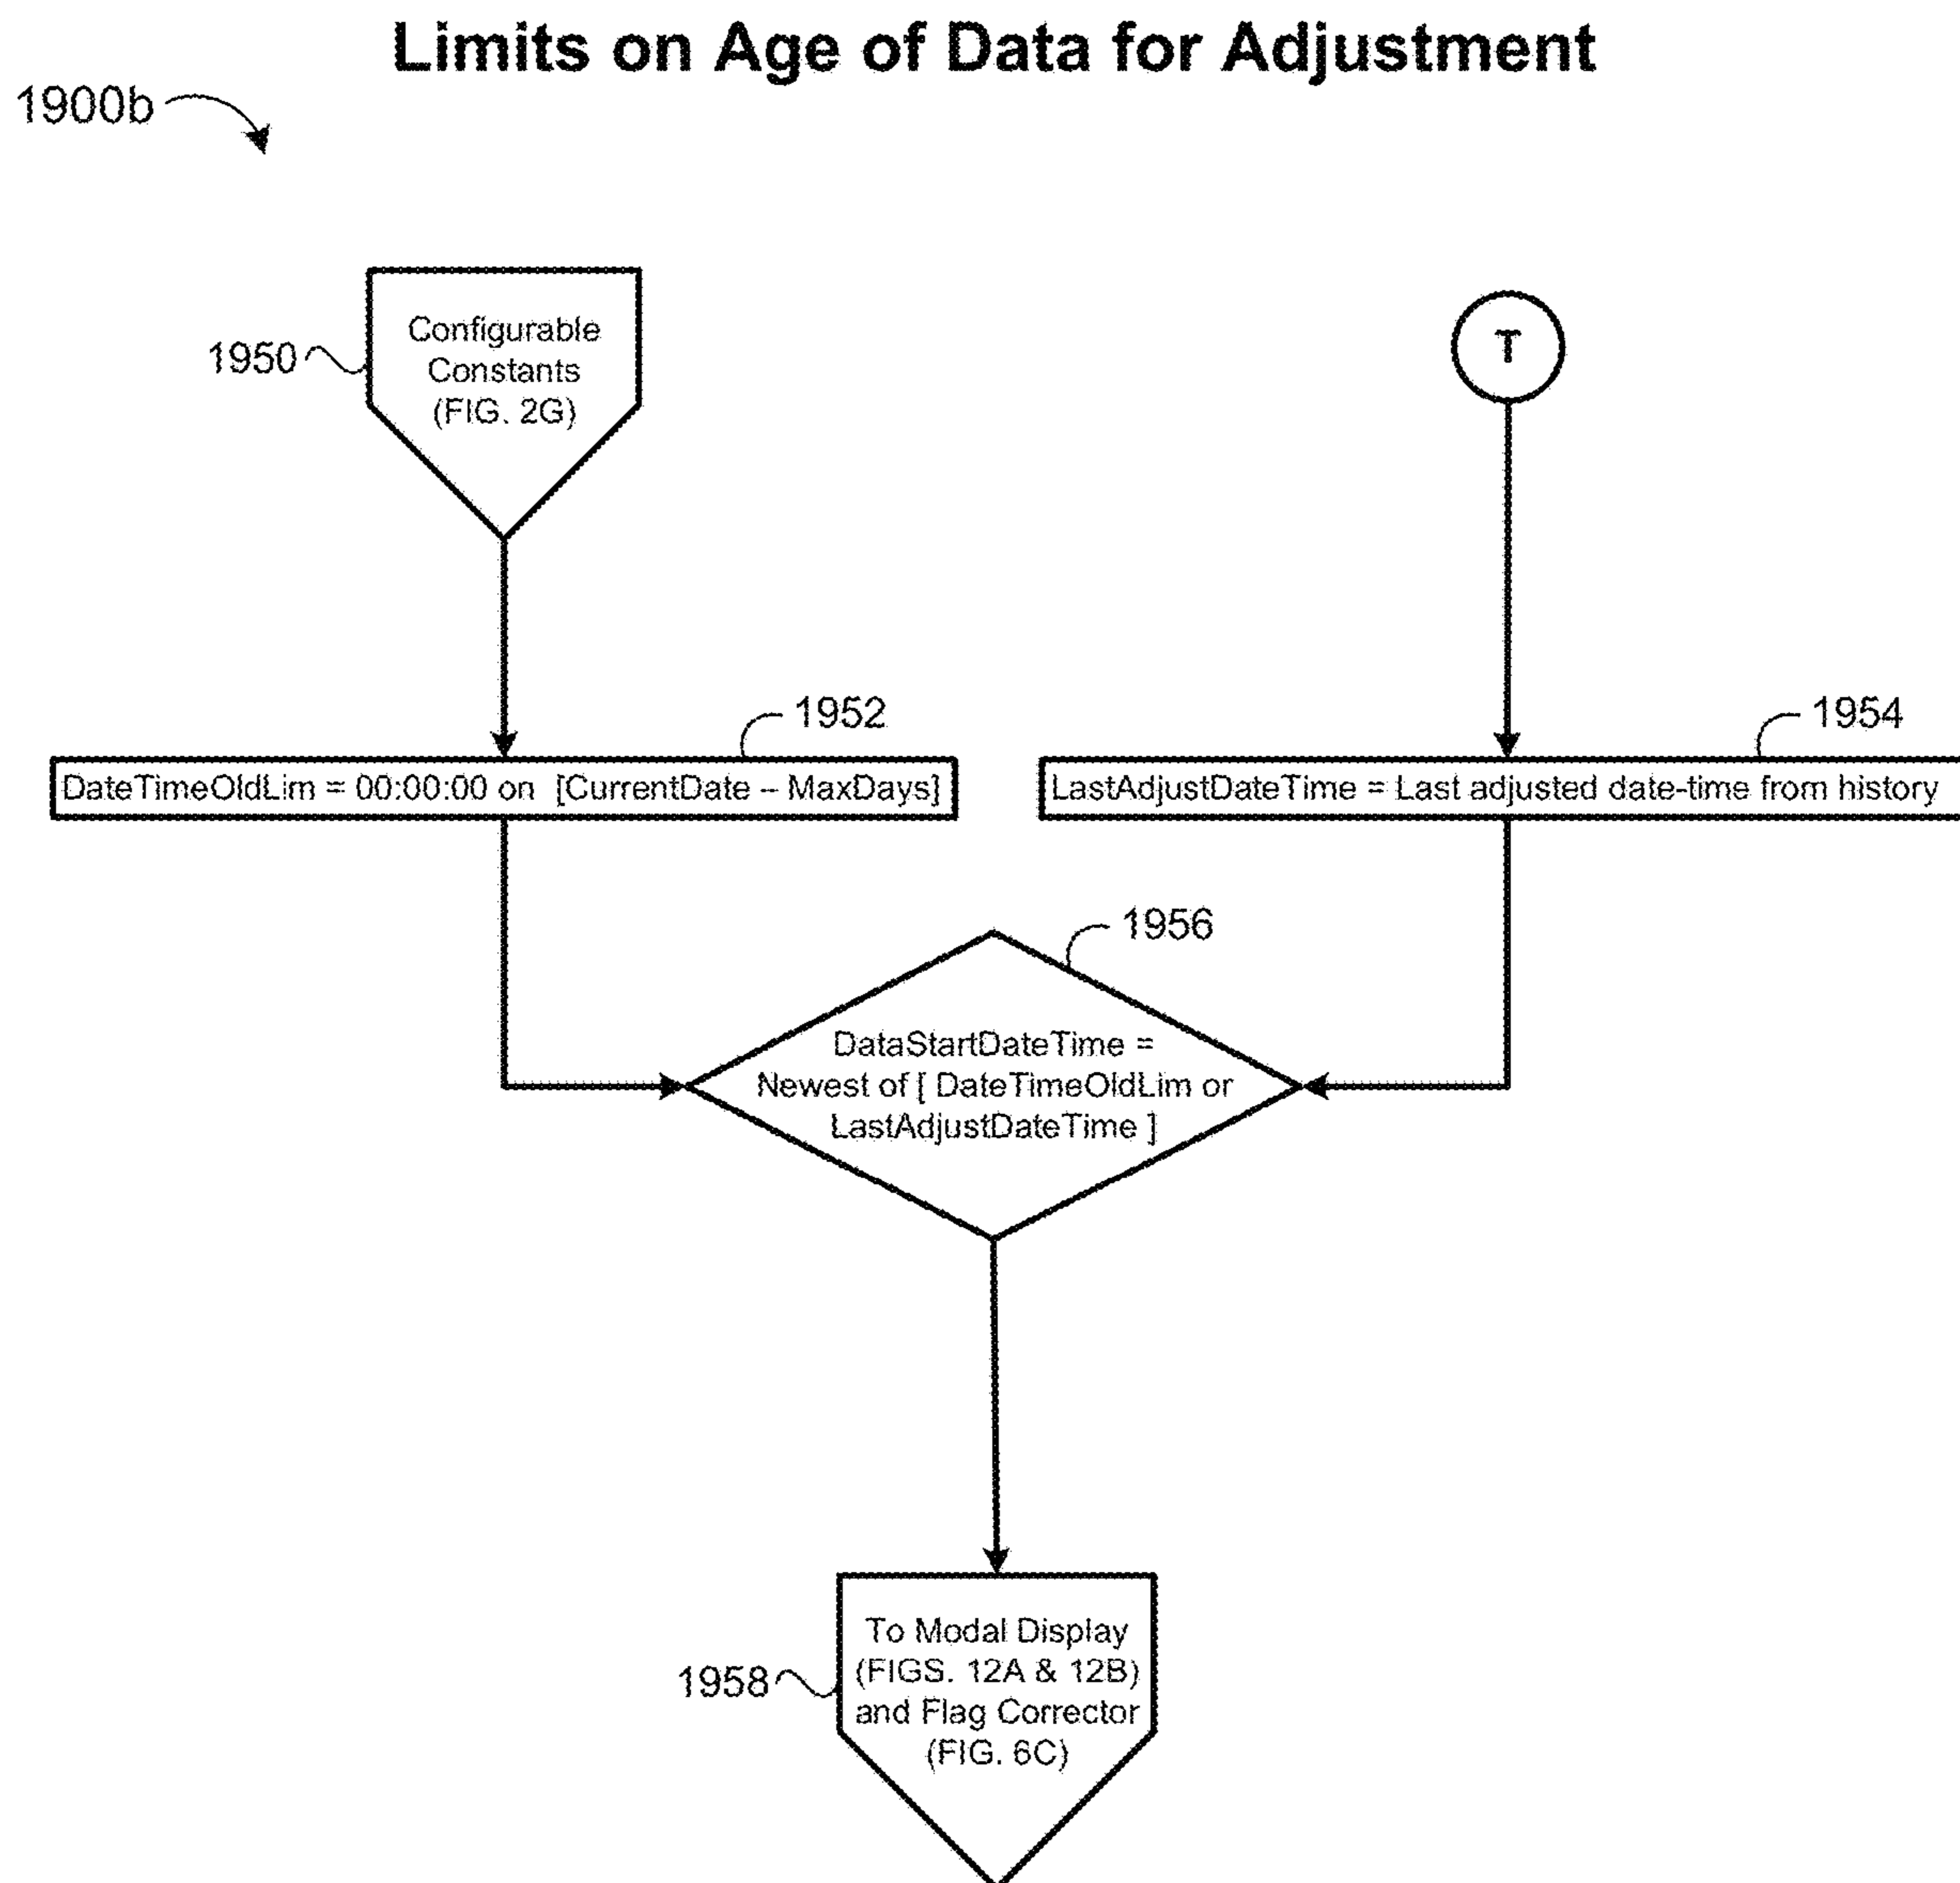 Limits on Age of Data for Adjustment
1900b
1950
Configurable
Constants
(FIG. 2G)
T
1952
DateTimeOldLim = 00:00:00 on [CurrentDate – MaxDays]
1954
LastAdjustDateTime = Last adjusted date-time from history
1956
DataStartDateTime =
Newest of [ DateTimeOldLim or
LastAdjustDateTime ]
1958
To Modal Display
(FIGS. 12A & 12B)
and Flag Corrector
(FIG. 6C)